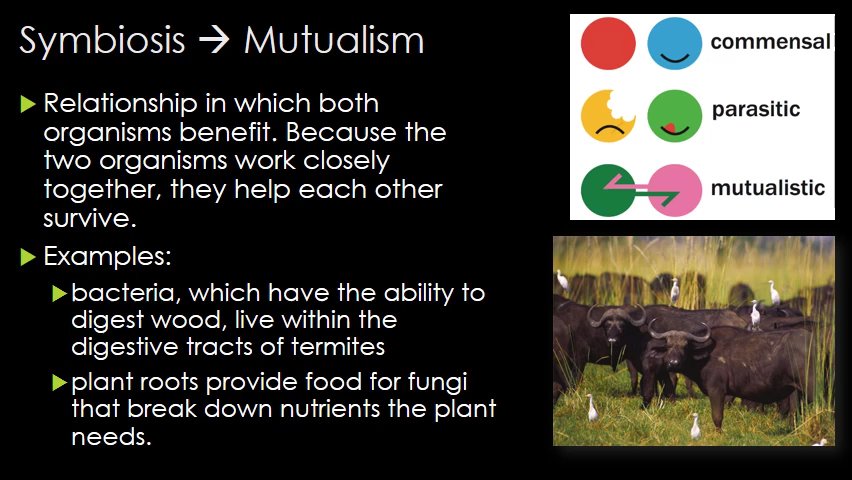 Symbiosis → Mutualism
Relationship in which both
organisms benefit. Because the
two organisms work closely
together, they help each other
survive.
Examples:
bacteria, which have the ability to
digest wood, live within the
digestive tracts of termites
plant roots provide food for fungi
that break down nutrients the plant
needs.
commensal
parasitic
mutualistic